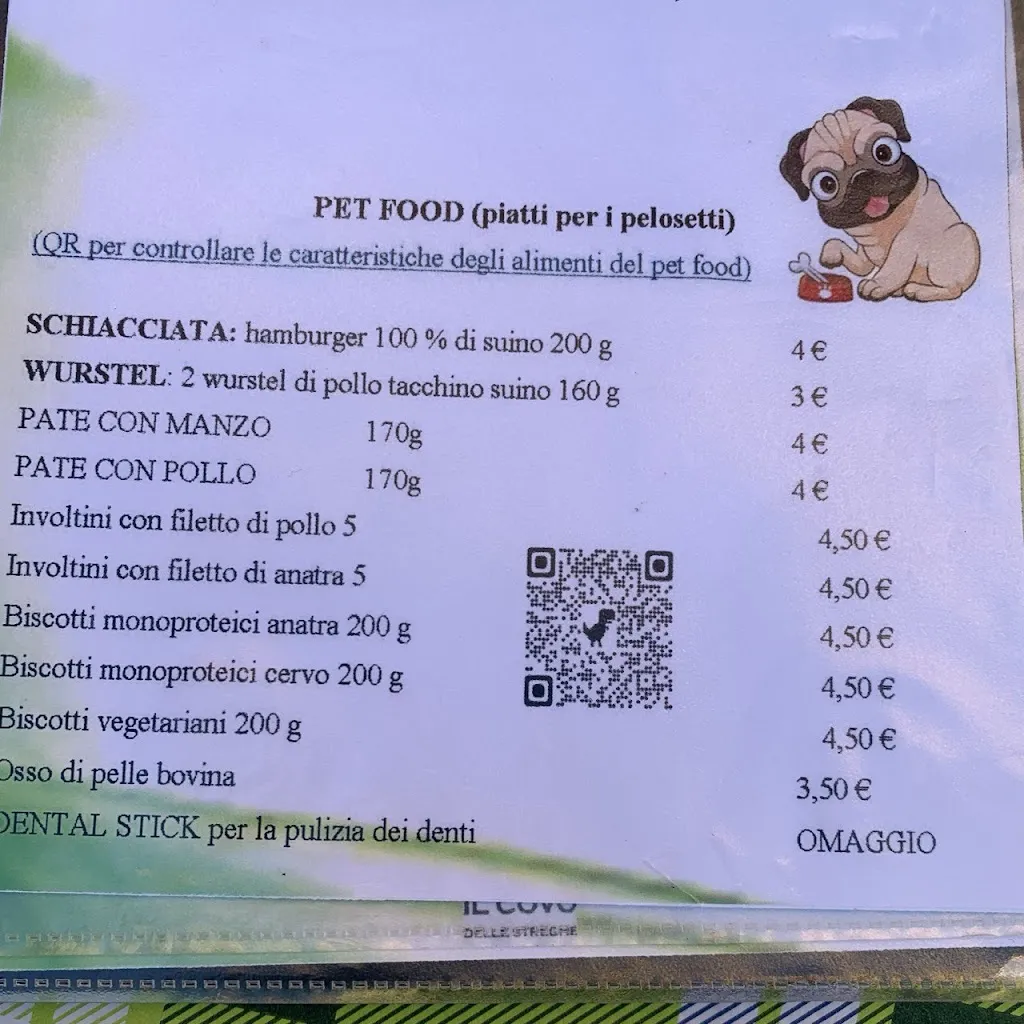 PET FOOD (piatti per i pelosetti)
(QR per controllare le caratteristiche degli alimenti del pet food)
SCHIACCIATA: hamburger 100 % di suino 200 g 4 €
WURSTEL: 2 wurstel di pollo tacchino suino 160 g 3 €
PATE CON MANZO 170g 4 €
PATE CON POLLO 170g 4 €
Involtini con filetto di pollo 5 4,50 €
Involtini con filetto di anatra 5 4,50 €
Biscotti monoproteici anatra 200 g 4,50 €
Biscotti monoproteici cervo 200 g 4,50 €
Biscotti vegetariani 200 g 4,50 €
Osso di pelle bovina 3,50 €
DENTAL STICK per la pulizia dei denti OMAGGIO
IL COVO
DELLE STREGHE